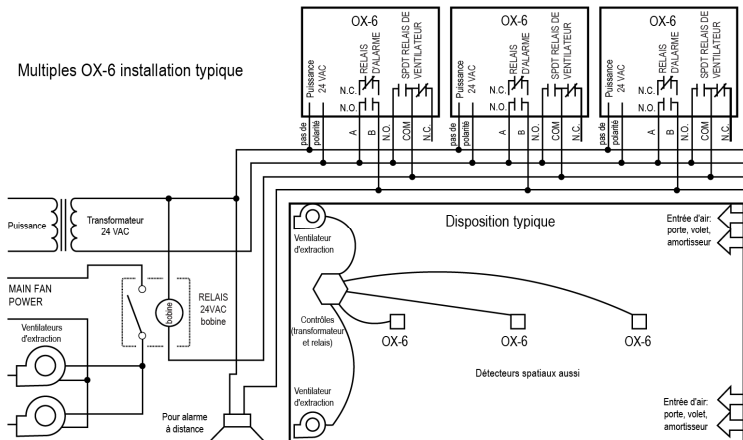 Multiples OX-6 installation typique
OX-6
Puissance
24 VAC
RELAIS
D'ALARME
SPDT RELAIS DE
VENTILATEUR
N.C.
N.O.
pas de
polarité
A
B
N.O.
COM
N.C.
OX-6
Puissance
24 VAC
RELAIS
D'ALARME
SPDT RELAIS DE
VENTILATEUR
N.C.
N.O.
pas de
polarité
A
B
N.O.
COM
N.C.
OX-6
Puissance
24 VAC
RELAIS
D'ALARME
SPDT RELAIS DE
VENTILATEUR
N.C.
N.O.
pas de
polarité
A
B
N.O.
COM
N.C.
Puissance
Transformateur
24 VAC
MAIN FAN
POWER
Ventilateurs
d'extraction
bobine
RELAIS
24VAC
bobine
Pour alarme
à distance
Disposition typique
Ventilateur
d'extraction
Entrée d'air:
porte, volet,
amortisseur
Contrôles
(transformateur
et relais)
OX-6
OX-6
OX-6
Détecteurs spatiaux aussi
Ventilateur
d'extraction
Entrée d'air:
porte, volet,
amortisseur